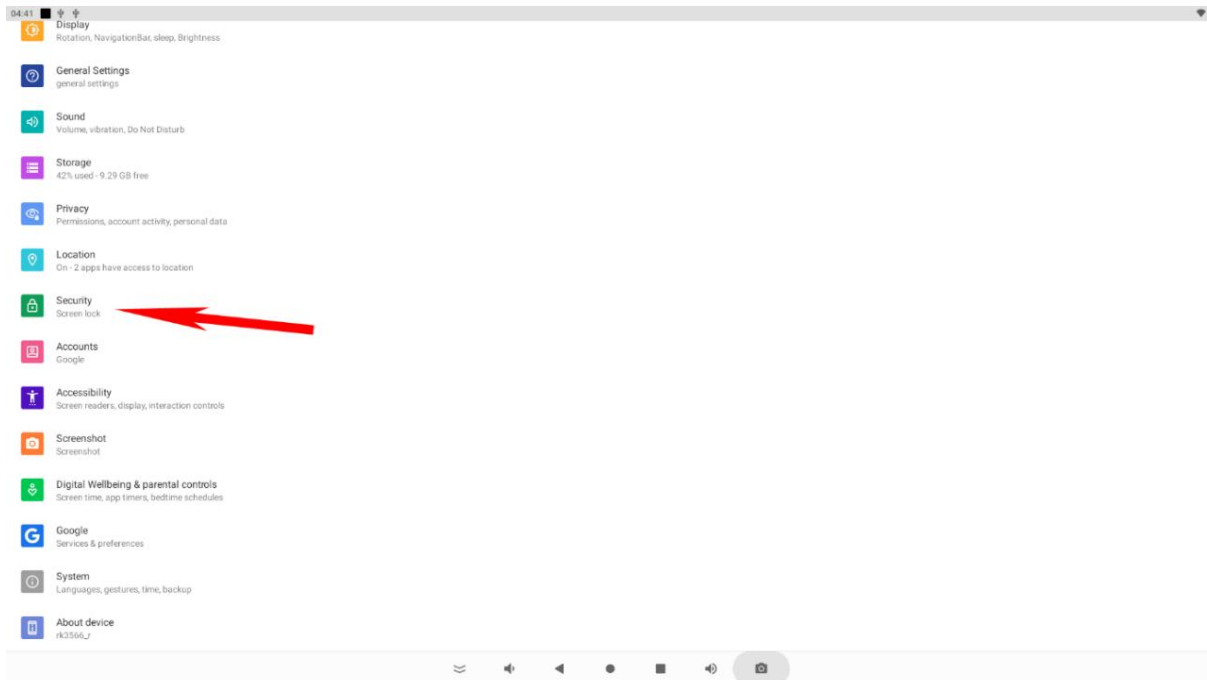 04:41
Display
Rotation, NavigationBar, sleep, Brightness
General Settings
general settings
Sound
Volume, vibration, Do Not Disturb
Storage
42% used - 9.29 GB free
Privacy
Permissions, account activity, personal data
Location
On - 2 apps have access to location
Security
Screen lock
Accounts
Google
Accessibility
Screen readers, display, interaction controls
Screenshot
Screenshot
Digital Wellbeing & parental controls
Screen time, app timers, bedtime schedules
Google
Services & preferences
System
Languages, gestures, time, backup
About device
rk3566_r